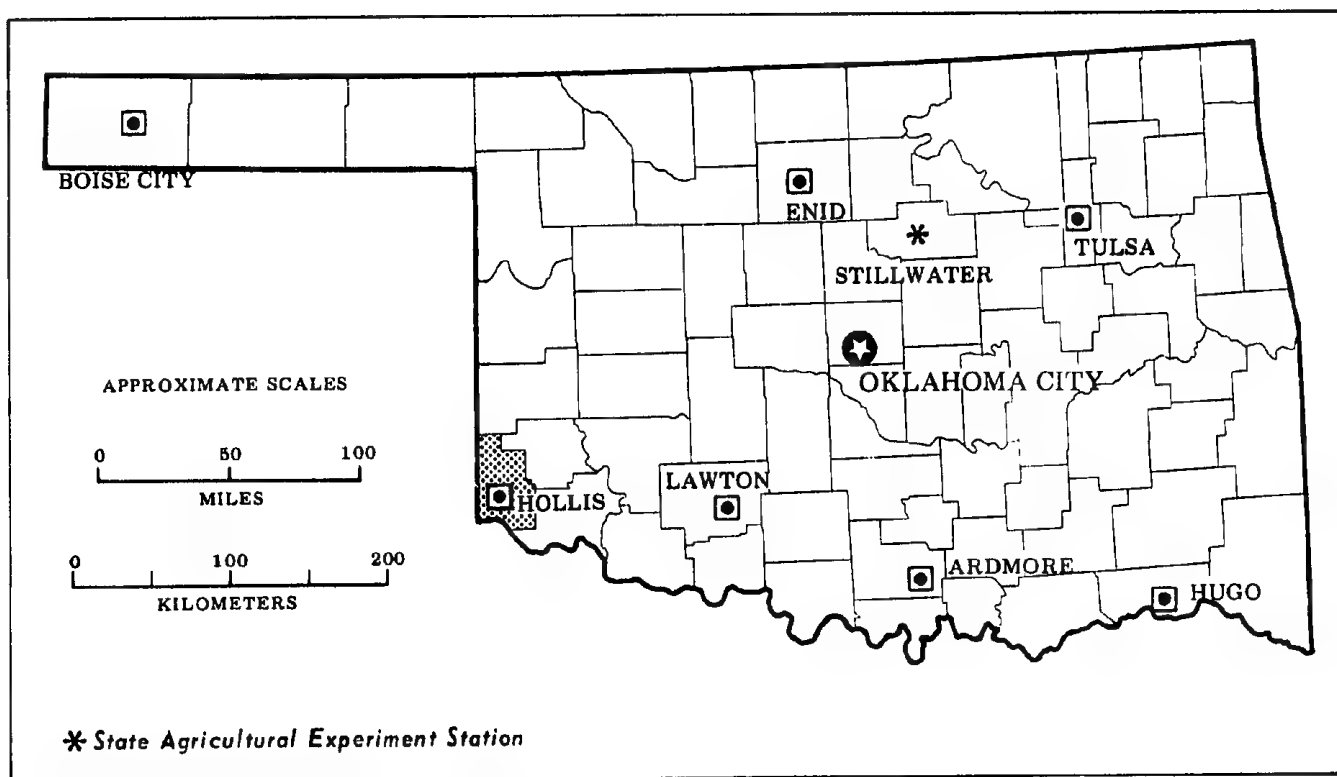 BOISE CITY
ENID
TULSA
STILLWATER
OKLAHOMA CITY
APPROXIMATE SCALES
0 50 100
MILES
HOLLIS
LAWTON
0 100 200
KILOMETERS
ARDMORE
HUGO
* State Agricultural Experiment Station